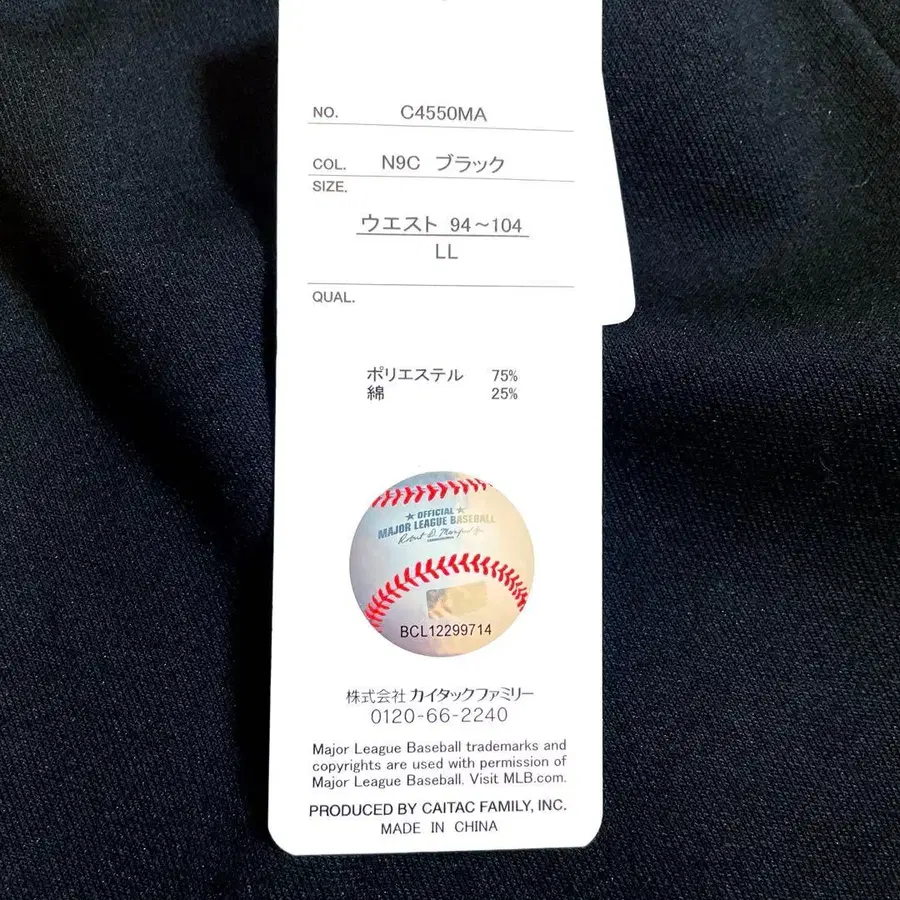 NO. C4550MA
COL. N9C ブラック
SIZE.
ウエスト 94～104
LL
QUAL.
ポリエステル 75%
綿 25%
★ OFFICIAL ★
MAJOR LEAGUE BASEBALL
BCL12299714
株式会社 カイタックファミリー
0120-66-2240
Major League Baseball trademarks and
copyrights are used with permission of
Major League Baseball. Visit MLB.com.
PRODUCED BY CAITAC FAMILY, INC.
MADE IN CHINA